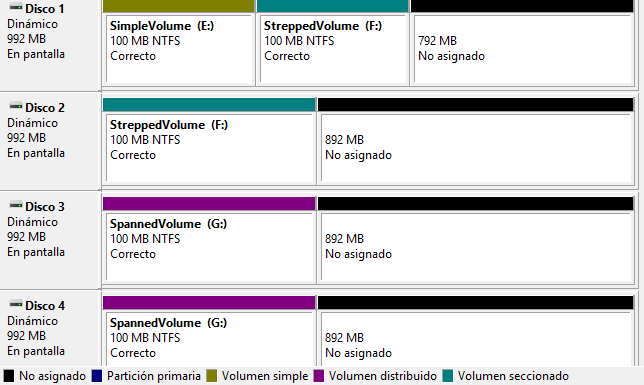 Disco 1
Dinámico
992 MB
En pantalla
SimpleVolume (E:)
100 MB NTFS
Correcto
StreppedVolume (F:)
100 MB NTFS
Correcto
792 MB
No asignado
Disco 2
Dinámico
992 MB
En pantalla
StreppedVolume (F:)
100 MB NTFS
Correcto
892 MB
No asignado
Disco 3
Dinámico
992 MB
En pantalla
SpannedVolume (G:)
100 MB NTFS
Correcto
892 MB
No asignado
Disco 4
Dinámico
992 MB
En pantalla
SpannedVolume (G:)
100 MB NTFS
Correcto
892 MB
No asignado
No asignado Partición primaria Volumen simple Volumen distribuido Volumen seccionado